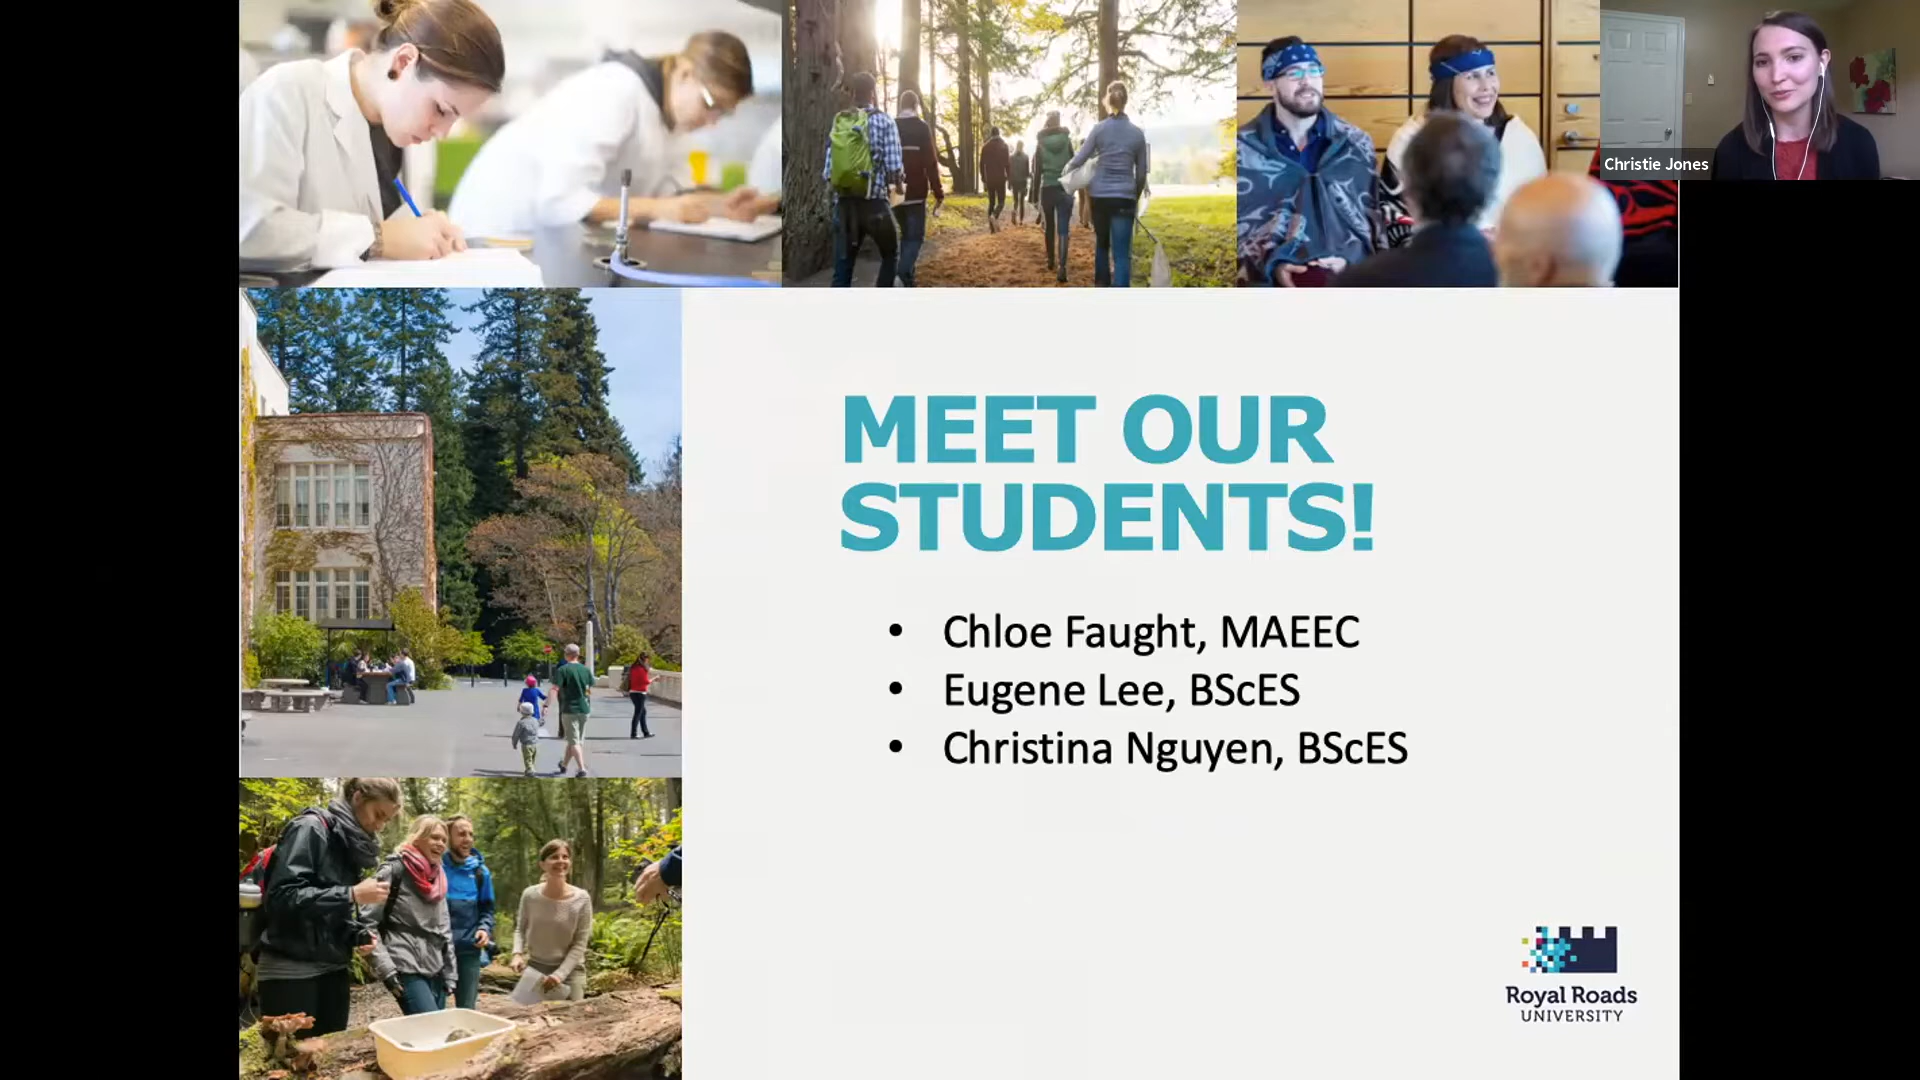 Christie Jones
MEET OUR
STUDENTS!
• Chloe Faught, MAEEC
• Eugene Lee, BScES
• Christina Nguyen, BScES
Royal Roads
UNIVERSITY